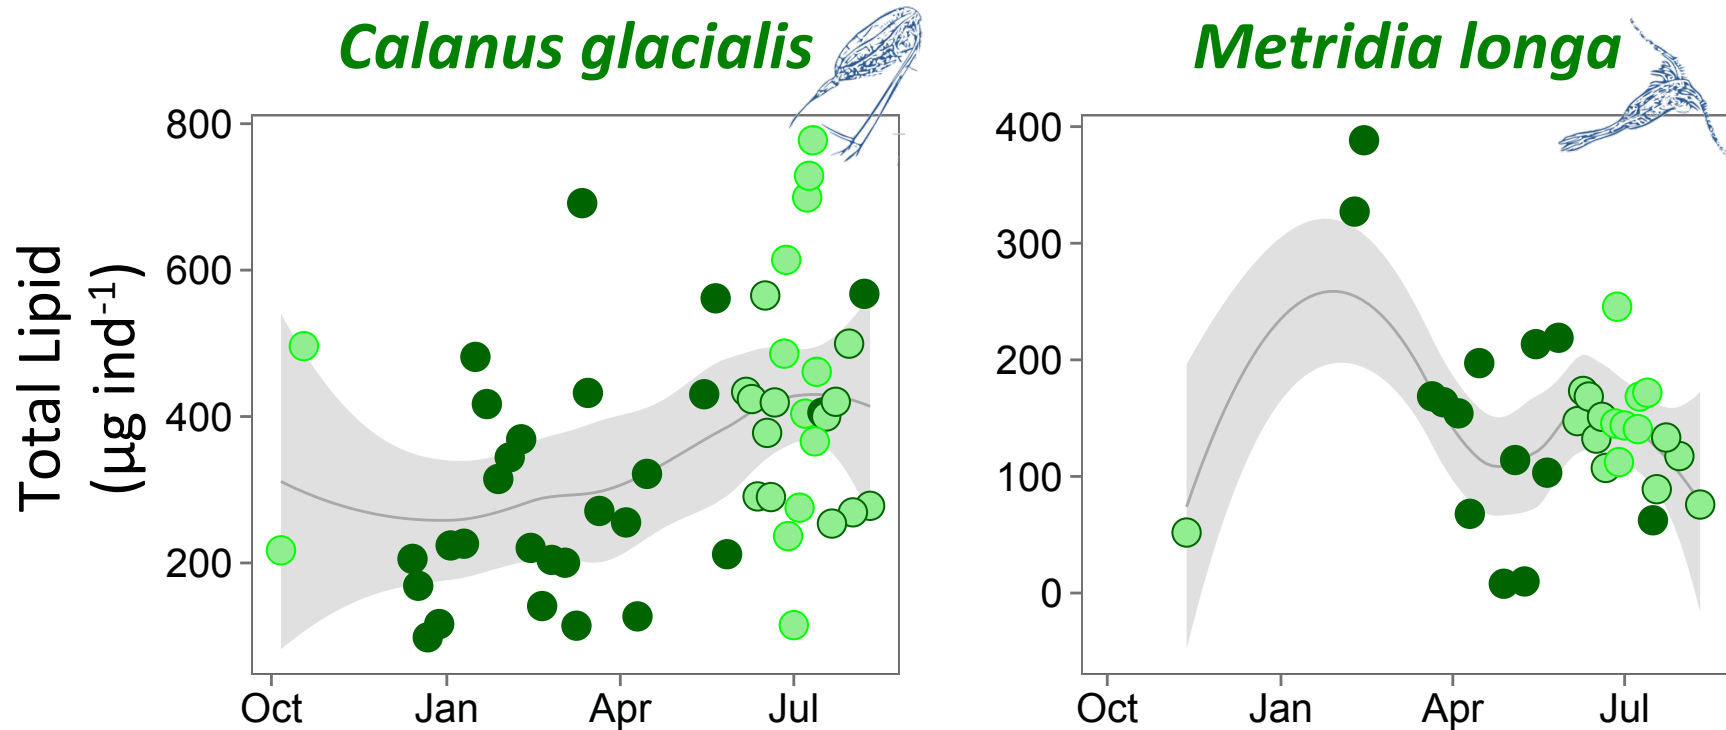 Calanus glacialis
Metridia longa
Total Lipid
(µg ind-1)
800
600
400
200
Oct Jan Apr Jul
400
300
200
100
0
Oct Jan Apr Jul